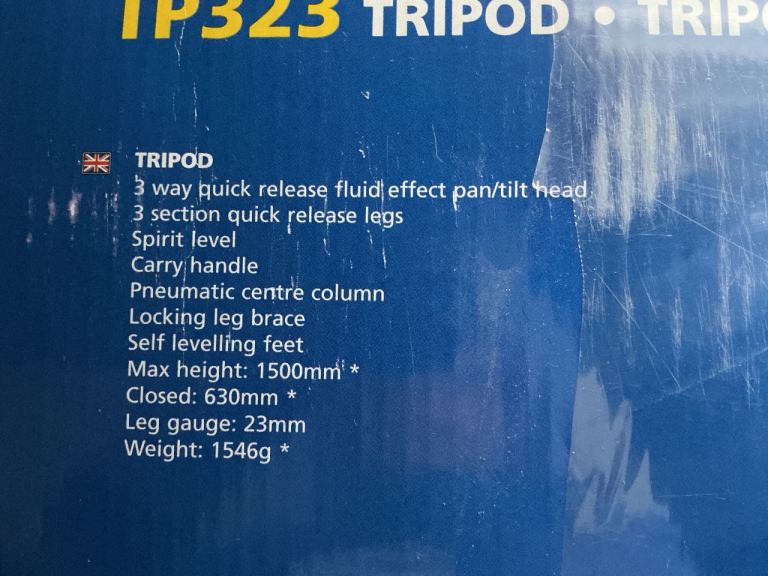 TP323 TRIPOD • TRIPO
TRIPOD
3 way quick release fluid effect pan/tilt head
3 section quick release legs
Spirit level
Carry handle
Pneumatic centre column
Locking leg brace
Self levelling feet
Max height: 1500mm *
Closed: 630mm *
Leg gauge: 23mm
Weight: 1546g *